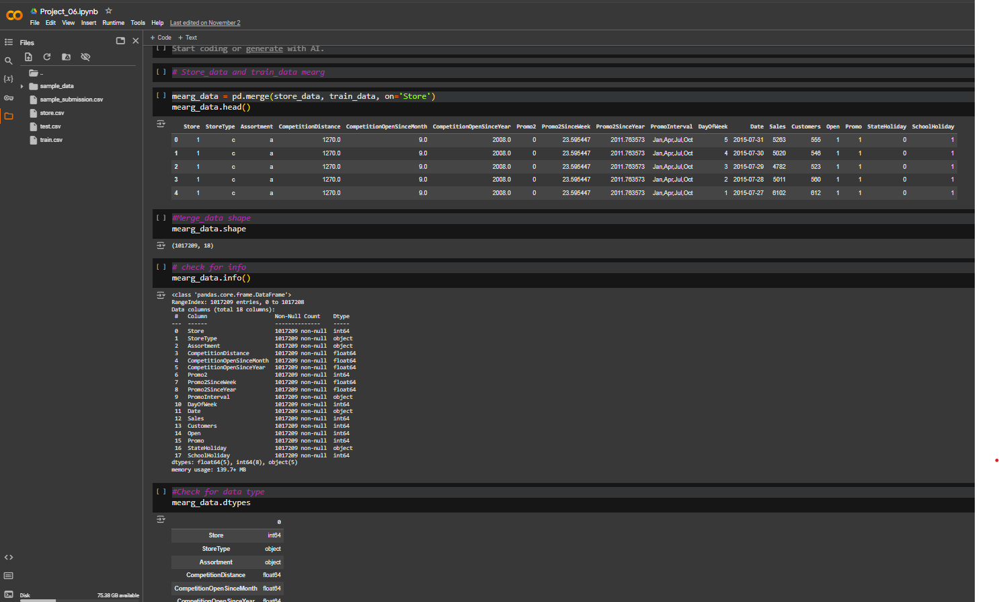 Project_06.ipynb
File Edit View Insert Runtime Tools Help Last edited on November 2
Files
+ Code + Text
..
sample_data
sample_submission.csv
store.csv
test.csv
train.csv
[ ] Start coding or generate with AI.
[ ] # Store_data and train_data mearg
[ ] mearg_data = pd.merge(store_data, train_data, on='Store')
mearg_data.head()
Store StoreType Assortment CompetitionDistance CompetitionOpenSinceMonth CompetitionOpenSinceYear Promo2 Promo2SinceWeek Promo2SinceYear PromoInterval DayOfWeek Date Sales Customers Open Promo StateHoliday SchoolHoliday
0 1 c a 1270.0 9.0 2008.0 0 23.595447 2011.763573 Jan,Apr,Jul,Oct 5 2015-07-31 5263 555 1 1 0 1
1 1 c a 1270.0 9.0 2008.0 0 23.595447 2011.763573 Jan,Apr,Jul,Oct 4 2015-07-30 5020 546 1 1 0 1
2 1 c a 1270.0 9.0 2008.0 0 23.595447 2011.763573 Jan,Apr,Jul,Oct 3 2015-07-29 4782 523 1 1 0 1
3 1 c a 1270.0 9.0 2008.0 0 23.595447 2011.763573 Jan,Apr,Jul,Oct 2 2015-07-28 5011 560 1 1 0 1
4 1 c a 1270.0 9.0 2008.0 0 23.595447 2011.763573 Jan,Apr,Jul,Oct 1 2015-07-27 6102 612 1 1 0 1
[ ] #Merge_data shape
mearg_data.shape
(1017209, 18)
[ ] # check for info
mearg_data.info()
<class 'pandas.core.frame.DataFrame'>
RangeIndex: 1017209 entries, 0 to 1017208
Data columns (total 18 columns):
# Column Non-Null Count Dtype
--- ------ -------------- -----
0 Store 1017209 non-null int64
1 StoreType 1017209 non-null object
2 Assortment 1017209 non-null object
3 CompetitionDistance 1017209 non-null float64
4 CompetitionOpenSinceMonth 1017209 non-null float64
5 CompetitionOpenSinceYear 1017209 non-null float64
6 Promo2 1017209 non-null int64
7 Promo2SinceWeek 1017209 non-null float64
8 Promo2SinceYear 1017209 non-null float64
9 PromoInterval 1017209 non-null object
10 DayOfWeek 1017209 non-null int64
11 Date 1017209 non-null object
12 Sales 1017209 non-null int64
13 Customers 1017209 non-null int64
14 Open 1017209 non-null int64
15 Promo 1017209 non-null int64
16 StateHoliday 1017209 non-null object
17 SchoolHoliday 1017209 non-null int64
dtypes: float64(5), int64(8), object(5)
memory usage: 139.7+ MB
[ ] #Check for data type
mearg_data.dtypes
0
Store int64
StoreType object
Assortment object
CompetitionDistance float64
CompetitionOpenSinceMonth float64
CompetitionOpenSinceYear float64
Disk 75.38 GB available